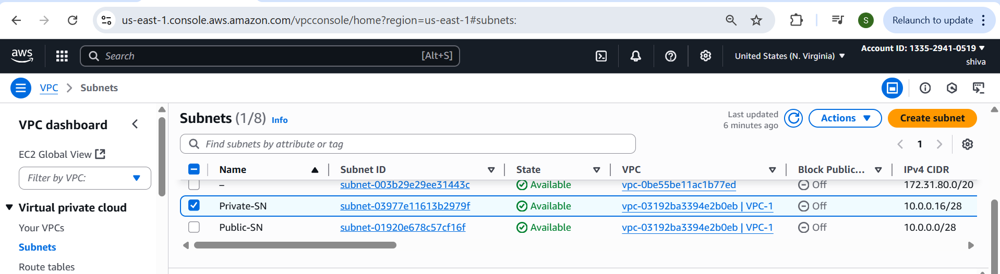 us-east-1.console.aws.amazon.com/vpcconsole/home?region=us-east-1#subnets:
S
Relaunch to update
aws
Search
[Alt+S]
United States (N. Virginia)
Account ID: 1335-2941-0519
shiva
VPC > Subnets
VPC dashboard
EC2 Global View
Filter by VPC:
Virtual private cloud
Your VPCs
Subnets
Route tables
Subnets (1/8) Info
Last updated
6 minutes ago
Actions
Create subnet
Find subnets by attribute or tag
1
Name Subnet ID State VPC Block Public... IPv4 CIDR
– subnet-003b29e29ee31443c Available vpc-0be55be11ac1b77ed Off 172.31.80.0/20
Private-SN subnet-03977e11613b2979f Available vpc-03192ba3394e2b0eb | VPC-1 Off 10.0.0.16/28
Public-SN subnet-01920e678c57cf16f Available vpc-03192ba3394e2b0eb | VPC-1 Off 10.0.0.0/28